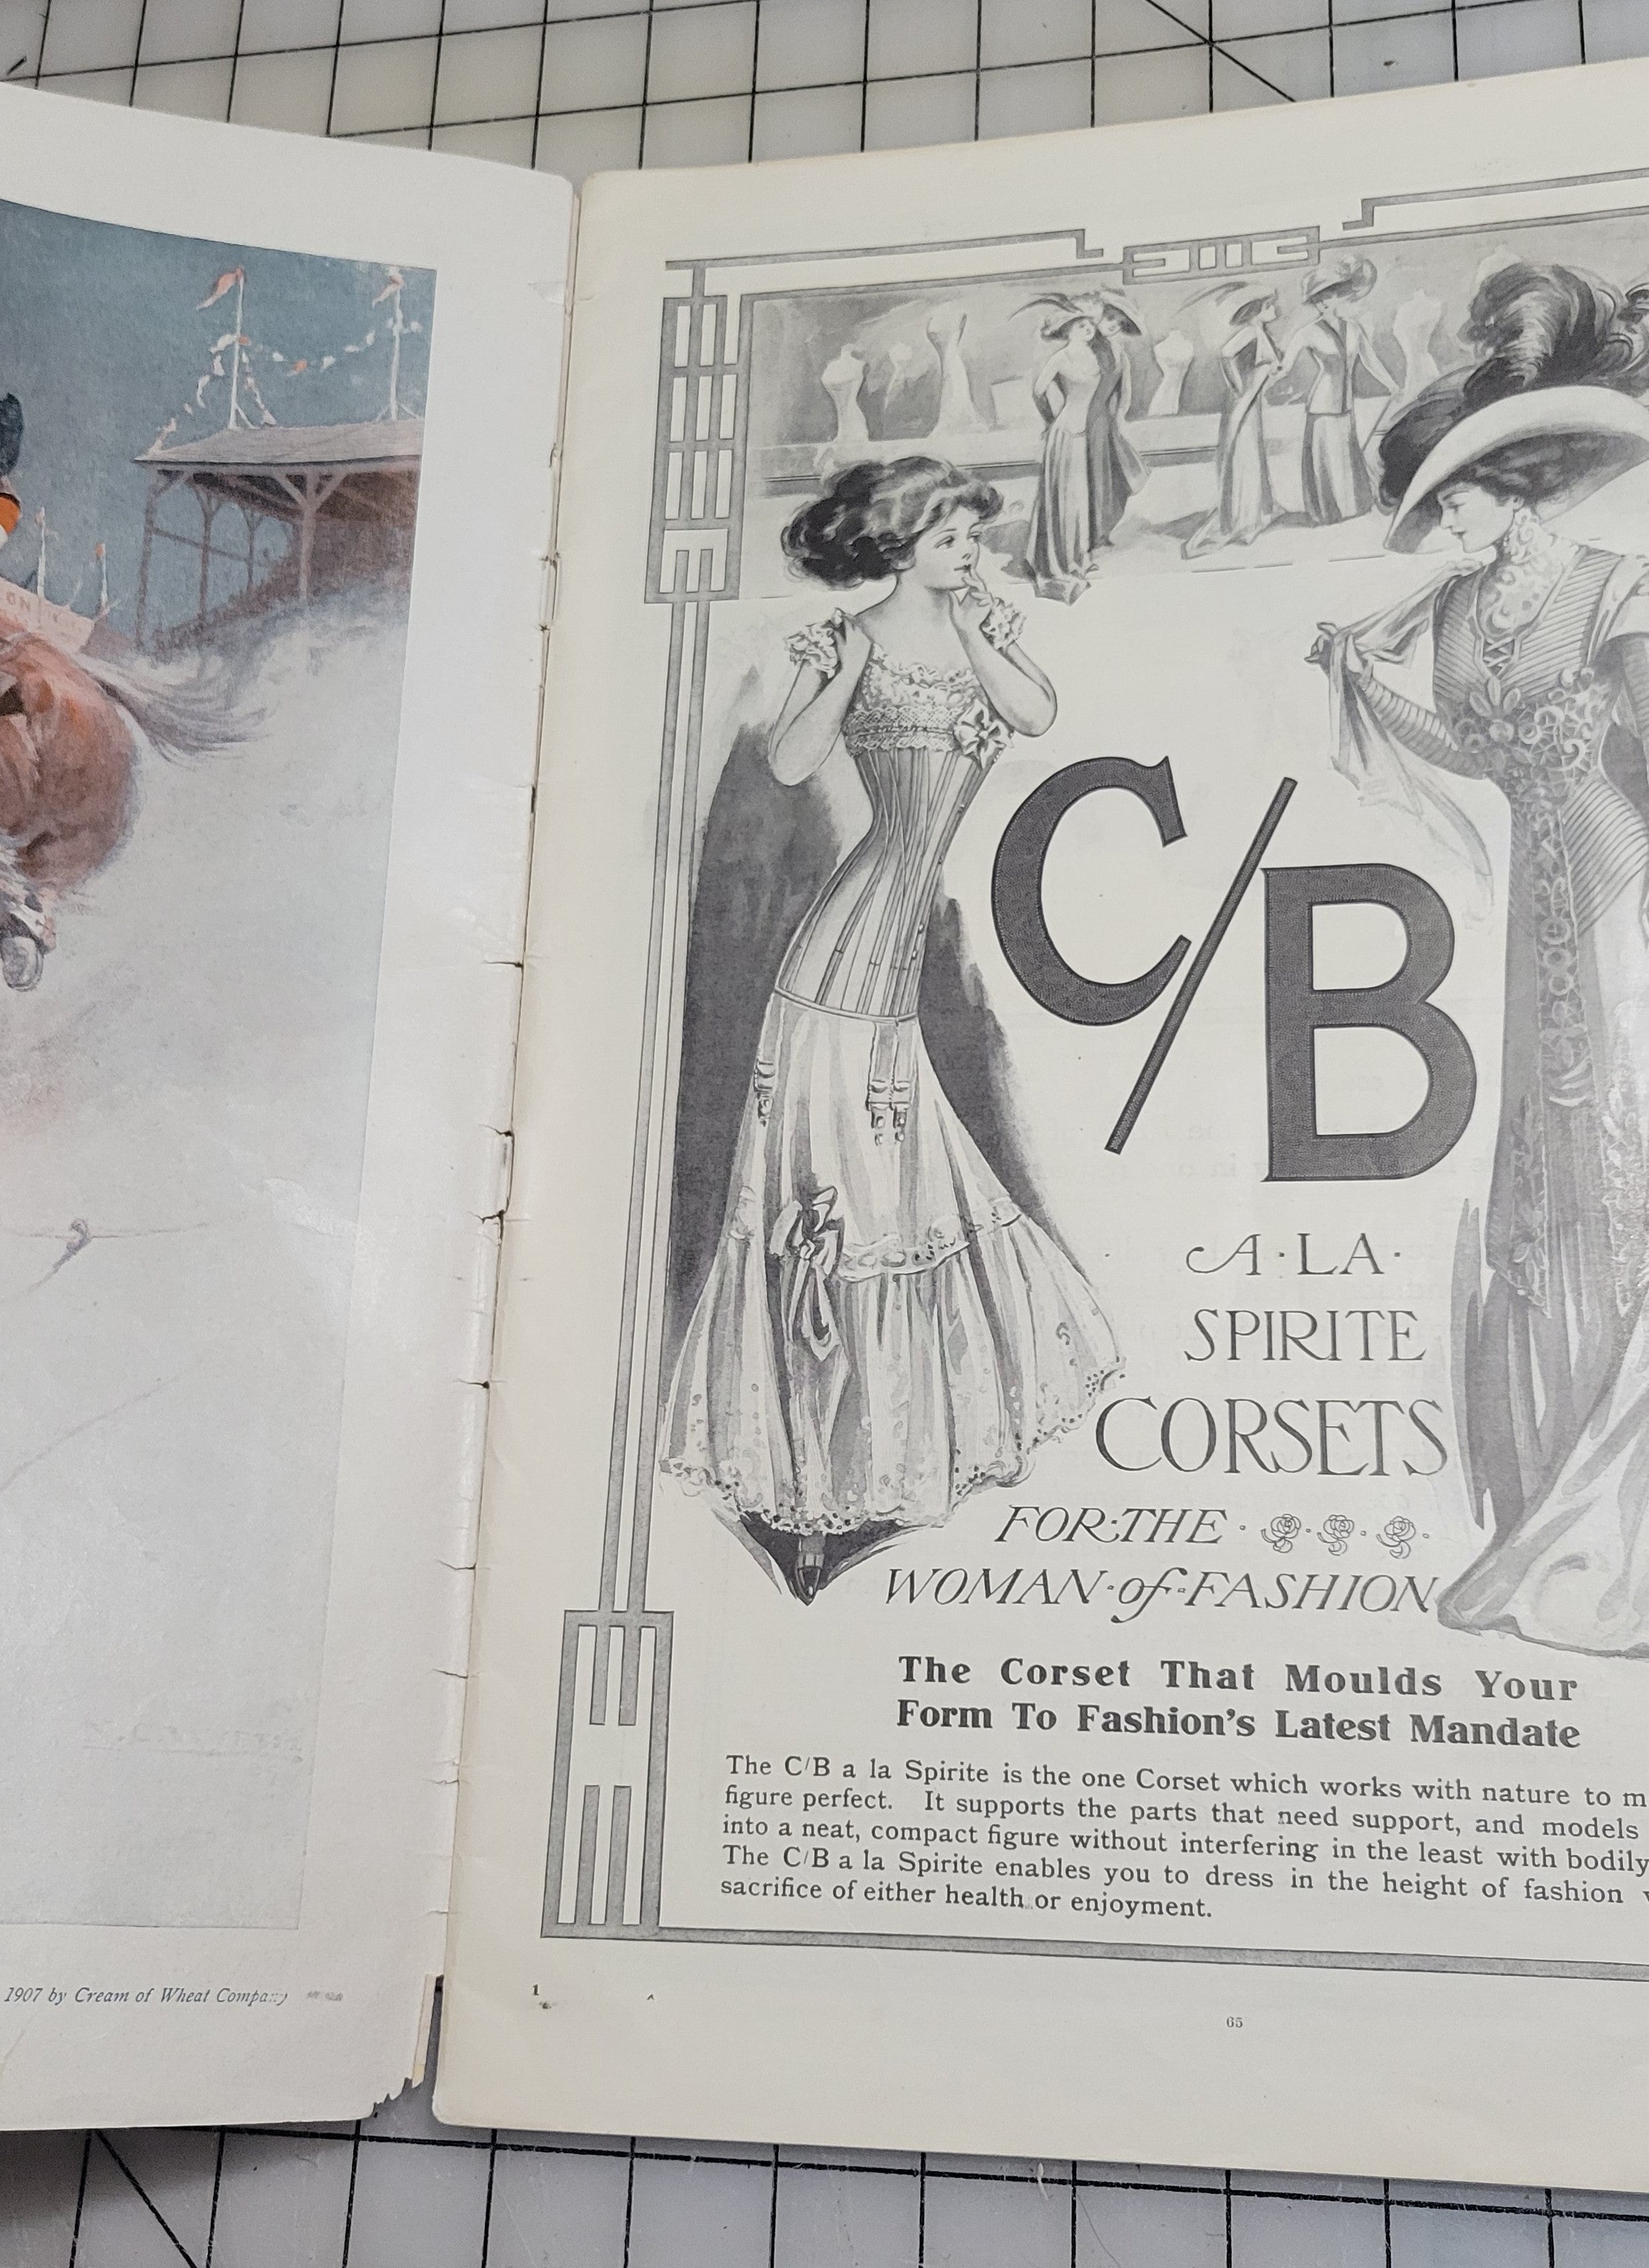 ON
1907 by Cream of Wheat Company
C/B
A·LA·
SPIRITE
CORSETS
FOR·THE·
WOMAN·of·FASHION
The Corset That Moulds Your
Form To Fashion's Latest Mandate
The C/B a la Spirite is the one Corset which works with nature to m
figure perfect. It supports the parts that need support, and models
into a neat, compact figure without interfering in the least with bodily
The C/B a la Spirite enables you to dress in the height of fashion
sacrifice of either health or enjoyment.
1
65